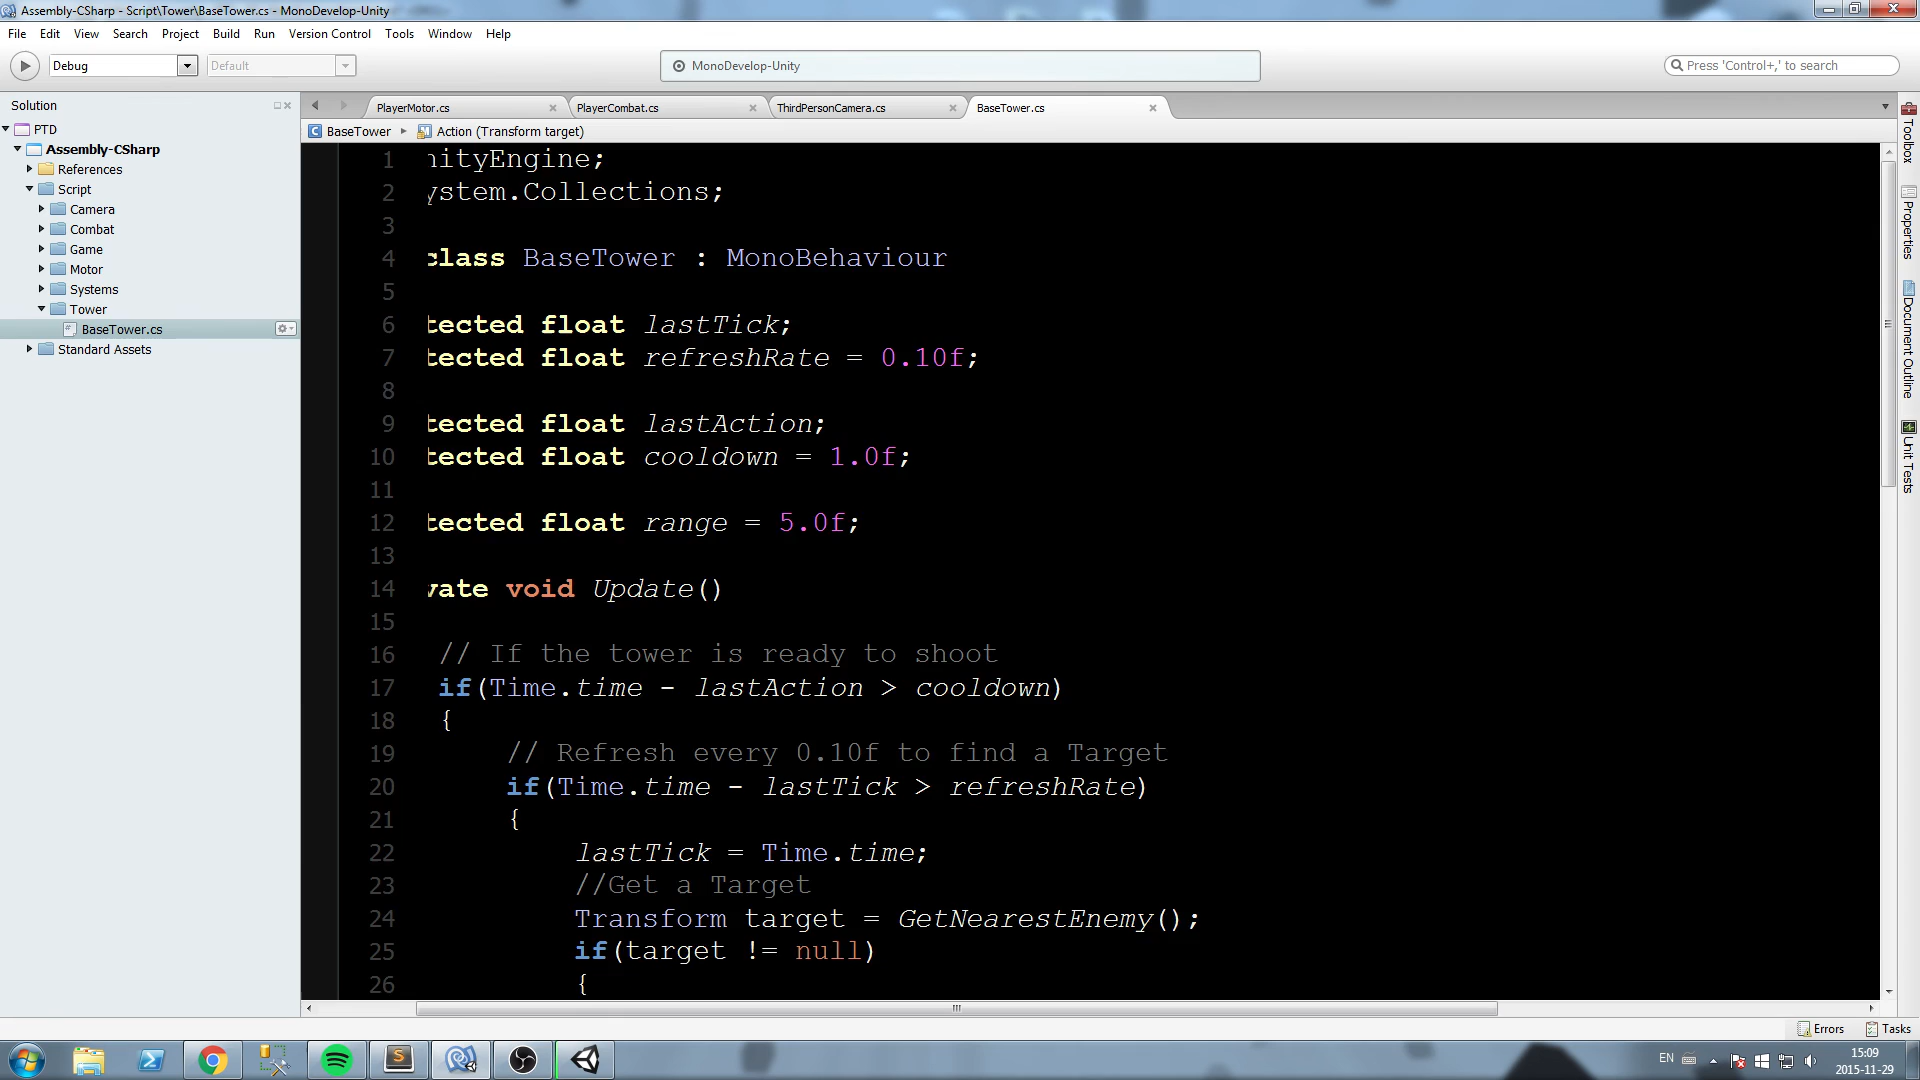 Assembly-CSharp - Script\Tower\BaseTower.cs - MonoDevelop-Unity
File Edit View Search Project Build Run Version Control Tools Window Help
Debug Default MonoDevelop-Unity Press 'Control+,' to search
Solution
PTD
Assembly-CSharp
References
Script
Camera
Combat
Game
Motor
Systems
Tower
BaseTower.cs
Standard Assets
PlayerMotor.cs PlayerCombat.cs ThirdPersonCamera.cs BaseTower.cs
BaseTower Action (Transform target)
1 nityEngine;
2 ystem.Collections;
3
4 class BaseTower : MonoBehaviour
5
6 tected float lastTick;
7 tected float refreshRate = 0.10f;
8
9 tected float lastAction;
10 tected float cooldown = 1.0f;
11
12 tected float range = 5.0f;
13
14 vate void Update()
15
16 // If the tower is ready to shoot
17 if(Time.time - lastAction > cooldown)
18 {
19 // Refresh every 0.10f to find a Target
20 if(Time.time - lastTick > refreshRate)
21 {
22 lastTick = Time.time;
23 //Get a Target
24 Transform target = GetNearestEnemy();
25 if(target != null)
26 {
Toolbox
Properties
Document Outline
Unit Tests
Errors Tasks
EN
15:09
2015-11-29